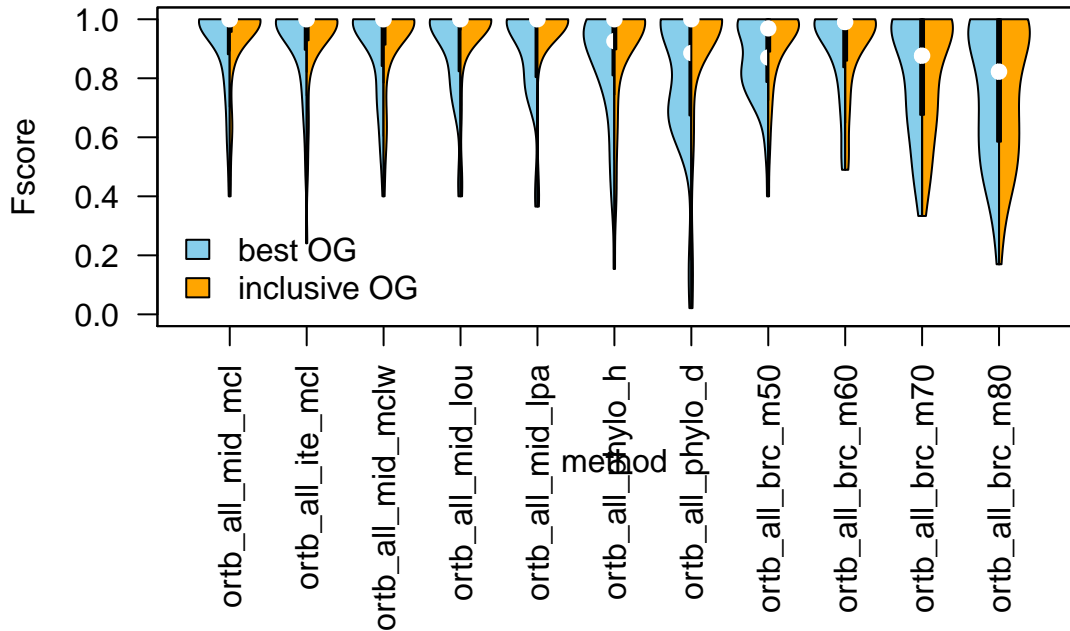 1.0
0.8
0.6
0.4
0.2
0.0
Fscore
best OG
inclusive OG
ortb_all_mid_mcl
ortb_all_ite_mcl
ortb_all_mid_mclw
ortb_all_mid_lou
ortb_all_mid_lpa
ortb_all_phylo_h
ortb_all_phylo_d
ortb_all_brc_m50
ortb_all_brc_m60
ortb_all_brc_m70
ortb_all_brc_m80
method